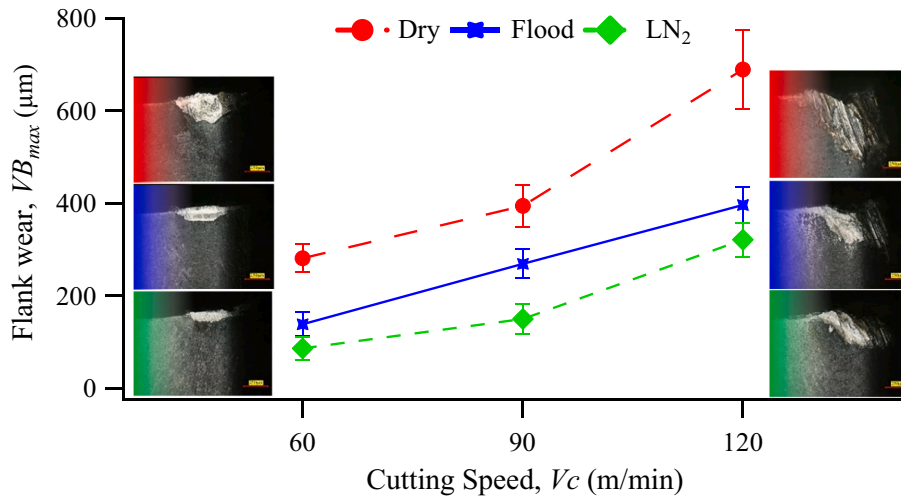 Dry Flood LN₂
800
600
400
200
0
Flank wear, VBmax (μm)
60 90 120
Cutting Speed, Vc (m/min)